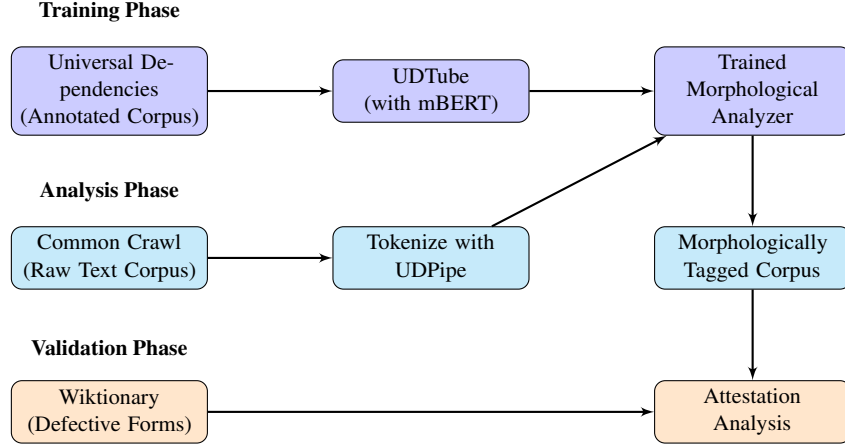 Training Phase
Universal De-
pendencies
(Annotated Corpus)
UDTube
(with mBERT)
Trained
Morphological
Analyzer
Analysis Phase
Common Crawl
(Raw Text Corpus)
Tokenize with
UDPipe
Morphologically
Tagged Corpus
Validation Phase
Wiktionary
(Defective Forms)
Attestation
Analysis